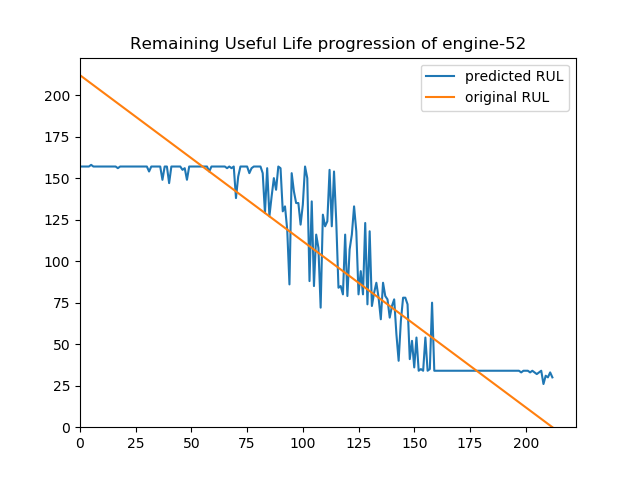 Remaining Useful Life progression of engine-52
predicted RUL
original RUL
200
175
150
125
100
75
50
25
0
0 25 50 75 100 125 150 175 200